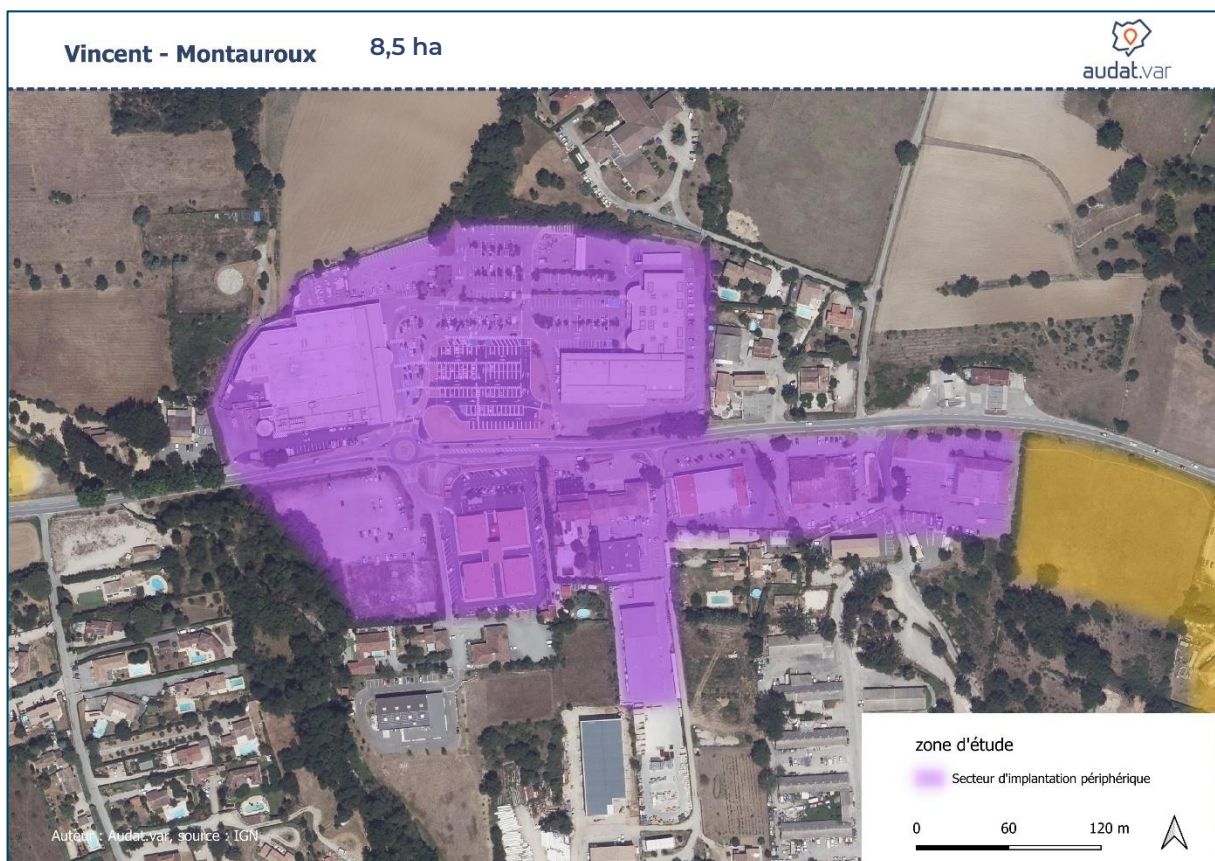 Vincent - Montauroux
8,5 ha
audat.var
zone d'étude
Secteur d'implantation périphérique
0 60 120 m
Auteur : Audat.var, source : IGN